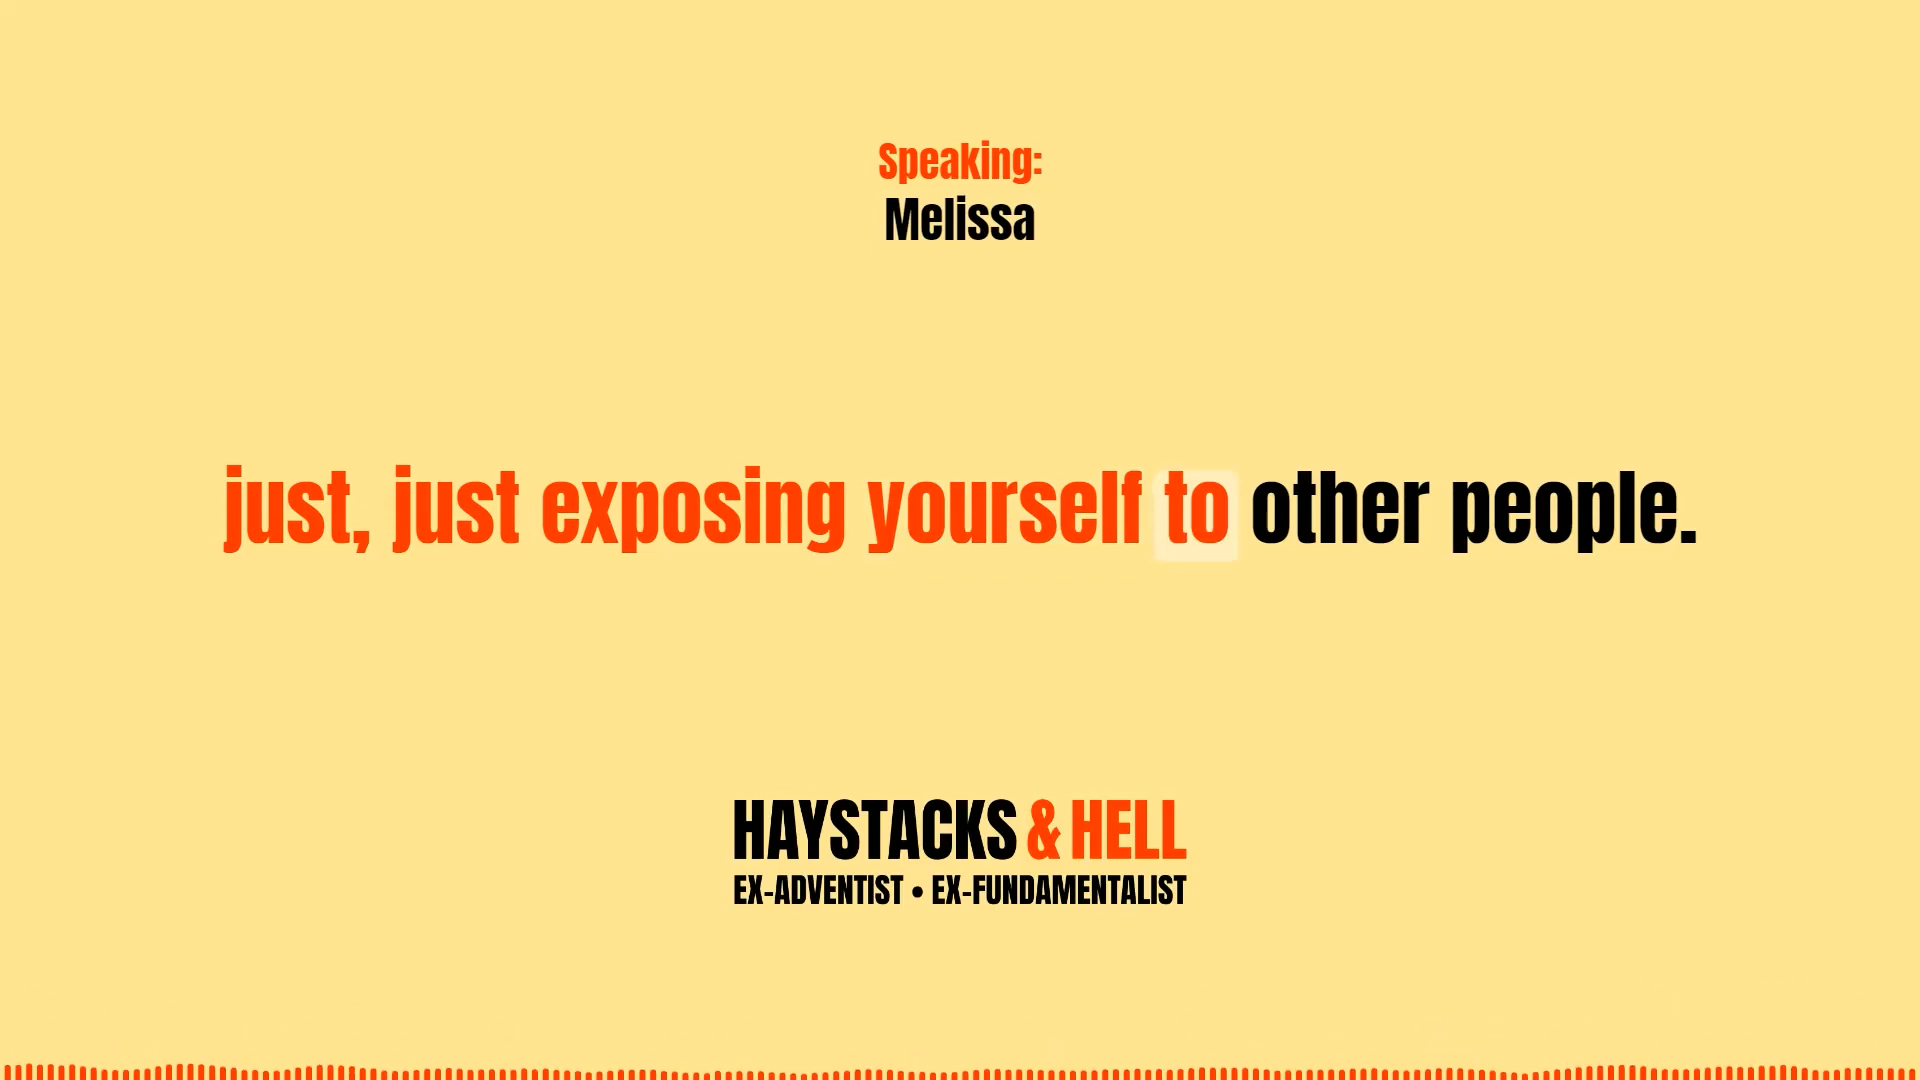 Speaking:
Melissa
just, just exposing yourself to other people.
HAYSTACKS & HELL
EX-ADVENTIST • EX-FUNDAMENTALIST